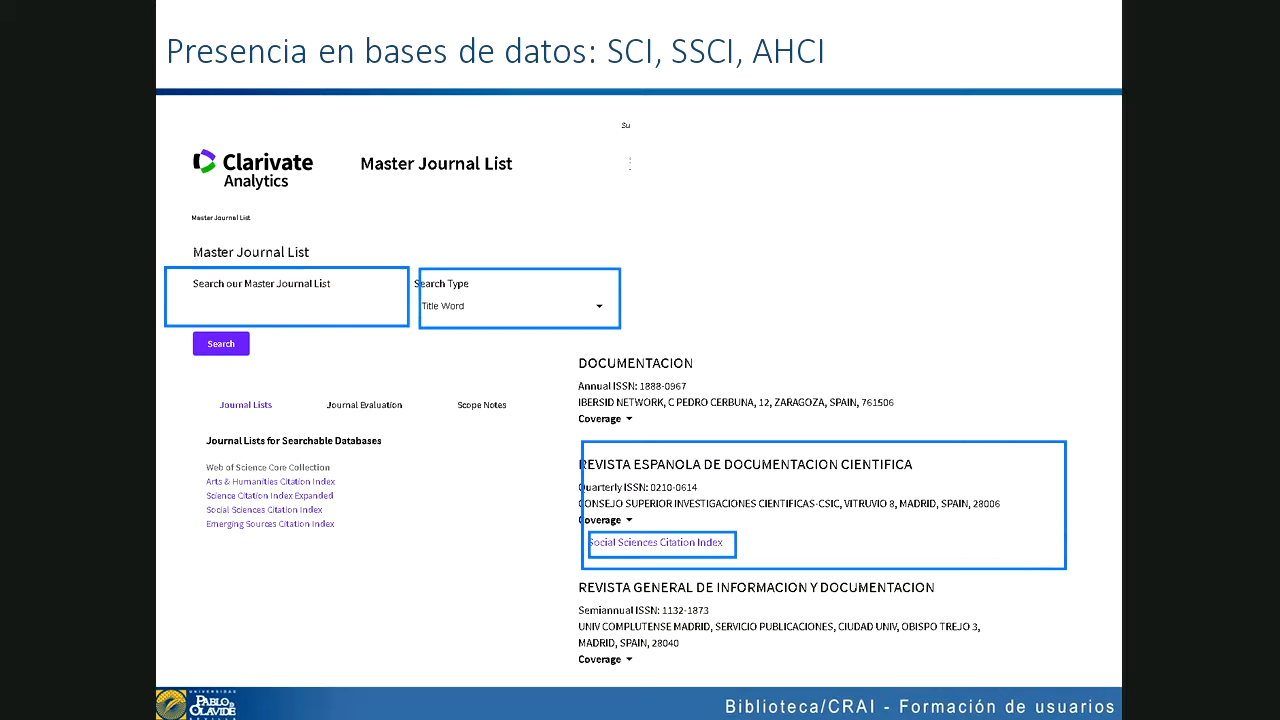 Presencia en bases de datos: SCI, SSCI, AHCI
Su
Clarivate
Analytics
Master Journal List
Master Journal List
Master Journal List
Search our Master Journal List
Search Type
Title Word
Search
Journal Lists
Journal Evaluation
Scope Notes
Journal Lists for Searchable Databases
Web of Science Core Collection
Arts & Humanities Citation Index
Science Citation Index Expanded
Social Sciences Citation Index
Emerging Sources Citation Index
DOCUMENTACION
Annual ISSN: 1888-0967
IBERSID NETWORK, C PEDRO CERBUNA, 12, ZARAGOZA, SPAIN, 761506
Coverage
REVISTA ESPANOLA DE DOCUMENTACION CIENTIFICA
Quarterly ISSN: 0210-0614
CONSEJO SUPERIOR INVESTIGACIONES CIENTIFICAS-CSIC, VITRUVIO 8, MADRID, SPAIN, 28006
Coverage
Social Sciences Citation Index
REVISTA GENERAL DE INFORMACION Y DOCUMENTACION
Semiannual ISSN: 1132-1873
UNIV COMPLUTENSE MADRID, SERVICIO PUBLICACIONES, CIUDAD UNIV, OBISPO TREJO 3,
MADRID, SPAIN, 28040
Coverage
UNIVERSIDAD
PABLO DE
OLAVIDE
SEVILLA
Biblioteca/CRAI - Formación de usuarios